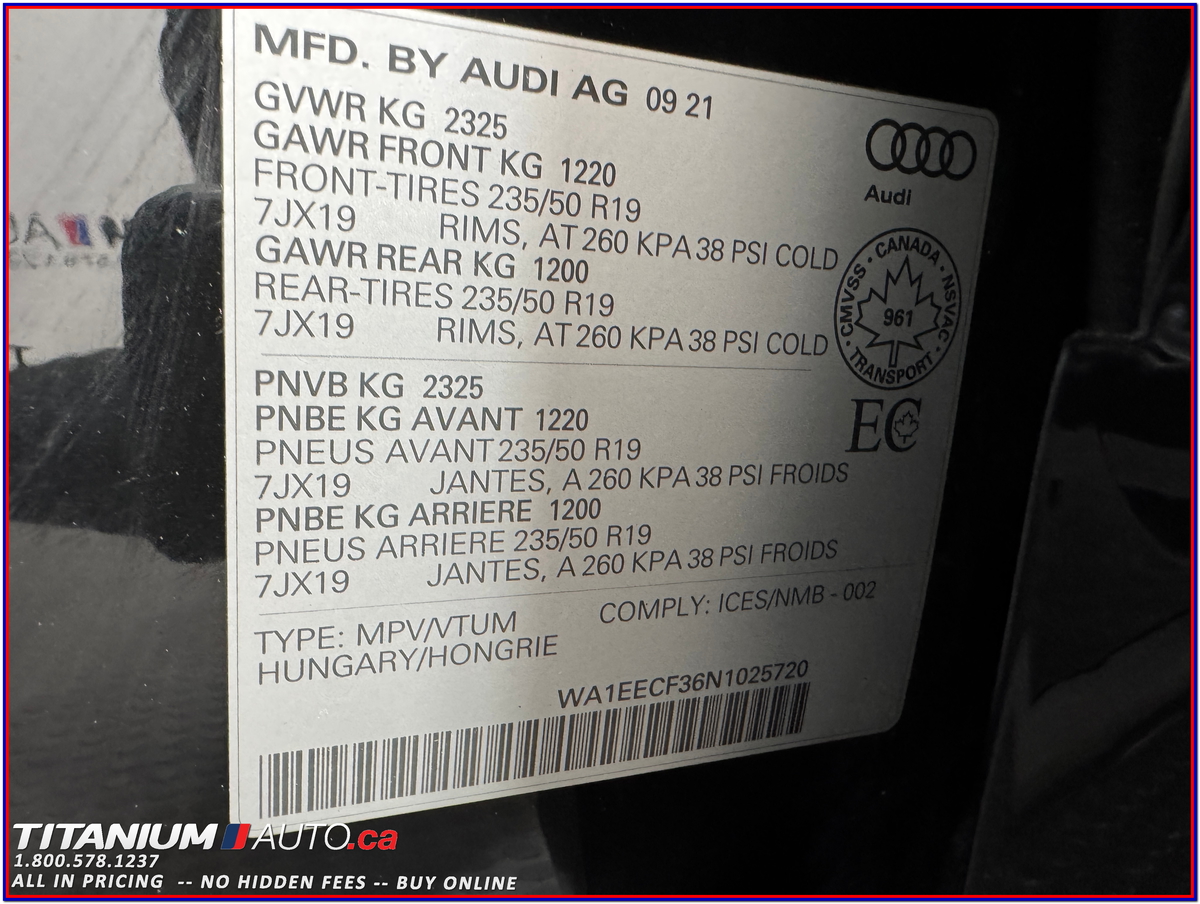 MFD. BY AUDI AG 09 21
GVWR KG 2325
GAWR FRONT KG 1220
FRONT-TIRES 235/50 R19
7JX19 RIMS, AT 260 KPA 38 PSI COLD
GAWR REAR KG 1200
REAR-TIRES 235/50 R19
7JX19 RIMS, AT 260 KPA 38 PSI COLD
Audi
CMVSS · CANADA · NSVAC · TRANSPORT ·
961
PNVB KG 2325
PNBE KG AVANT 1220
PNEUS AVANT 235/50 R19
7JX19 JANTES, A 260 KPA 38 PSI FROIDS
PNBE KG ARRIERE 1200
PNEUS ARRIERE 235/50 R19
7JX19 JANTES, A 260 KPA 38 PSI FROIDS
EC
TYPE: MPV/VTUM COMPLY: ICES/NMB - 002
HUNGARY/HONGRIE
WA1EECF36N1025720
TITANIUM AUTO.ca
1.800.578.1237
ALL IN PRICING -- NO HIDDEN FEES -- BUY ONLINE